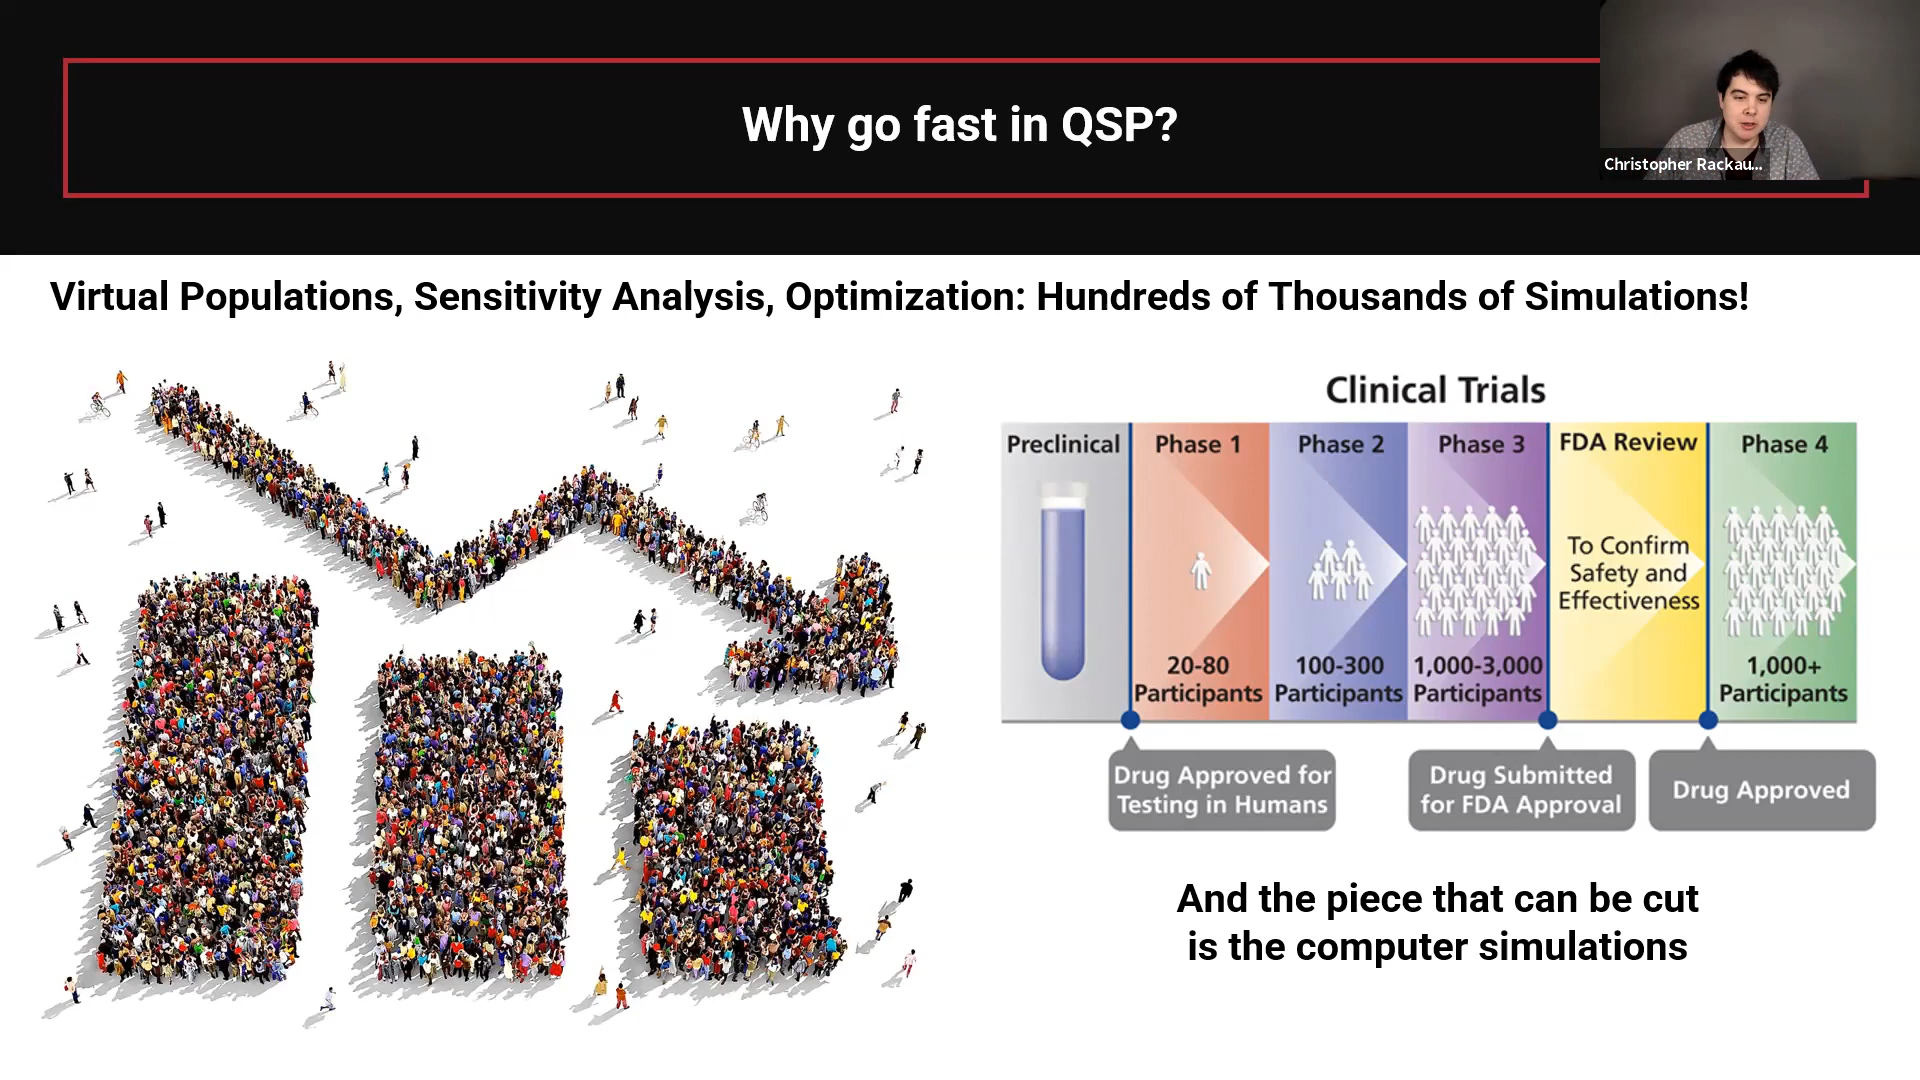 Why go fast in QSP?
Christopher Rackau...
Virtual Populations, Sensitivity Analysis, Optimization: Hundreds of Thousands of Simulations!
Clinical Trials
Preclinical
Phase 1
Phase 2
Phase 3
FDA Review
Phase 4
To Confirm
Safety and
Effectiveness
20-80
Participants
100-300
Participants
1,000-3,000
Participants
1,000+
Participants
Drug Approved for
Testing in Humans
Drug Submitted
for FDA Approval
Drug Approved
And the piece that can be cut
is the computer simulations